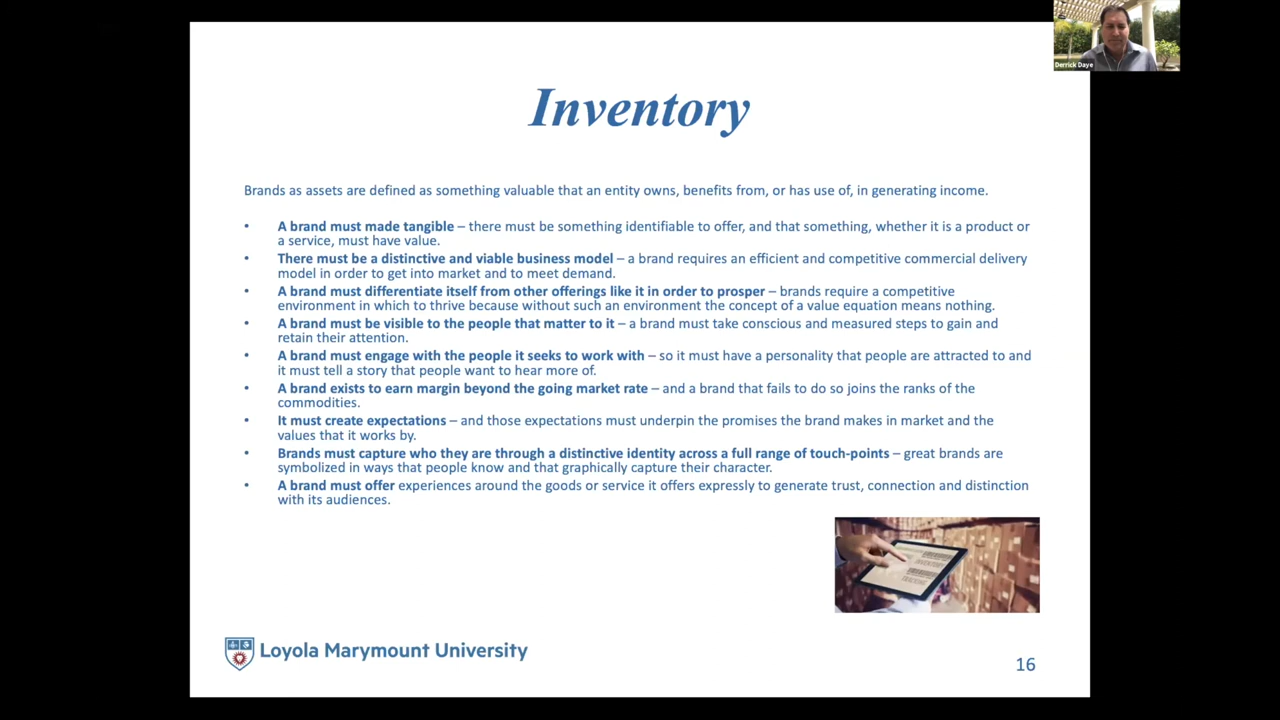 Derrick Daye
Inventory
Brands as assets are defined as something valuable that an entity owns, benefits from, or has use of, in generating income.
• A brand must made tangible – there must be something identifiable to offer, and that something, whether it is a product or
a service, must have value.
• There must be a distinctive and viable business model – a brand requires an efficient and competitive commercial delivery
model in order to get into market and to meet demand.
• A brand must differentiate itself from other offerings like it in order to prosper – brands require a competitive
environment in which to thrive because without such an environment the concept of a value equation means nothing.
• A brand must be visible to the people that matter to it – a brand must take conscious and measured steps to gain and
retain their attention.
• A brand must engage with the people it seeks to work with – so it must have a personality that people are attracted to and
it must tell a story that people want to hear more of.
• A brand exists to earn margin beyond the going market rate – and a brand that fails to do so joins the ranks of the
commodities.
• It must create expectations – and those expectations must underpin the promises the brand makes in market and the
values that it works by.
• Brands must capture who they are through a distinctive identity across a full range of touch-points – great brands are
symbolized in ways that people know and that graphically capture their character.
• A brand must offer experiences around the goods or service it offers expressly to generate trust, connection and distinction
with its audiences.
Loyola Marymount University
16